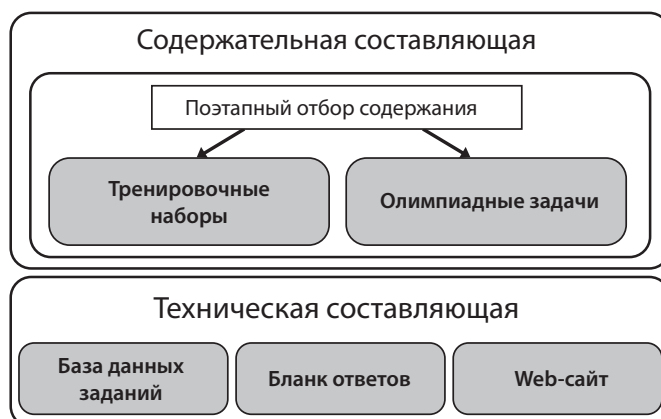 Содержательная составляющая
Поэтапный отбор содержания
Тренировочные
наборы
Олимпиадные задачи
Техническая составляющая
База данных
заданий
Бланк ответов
Web-сайт